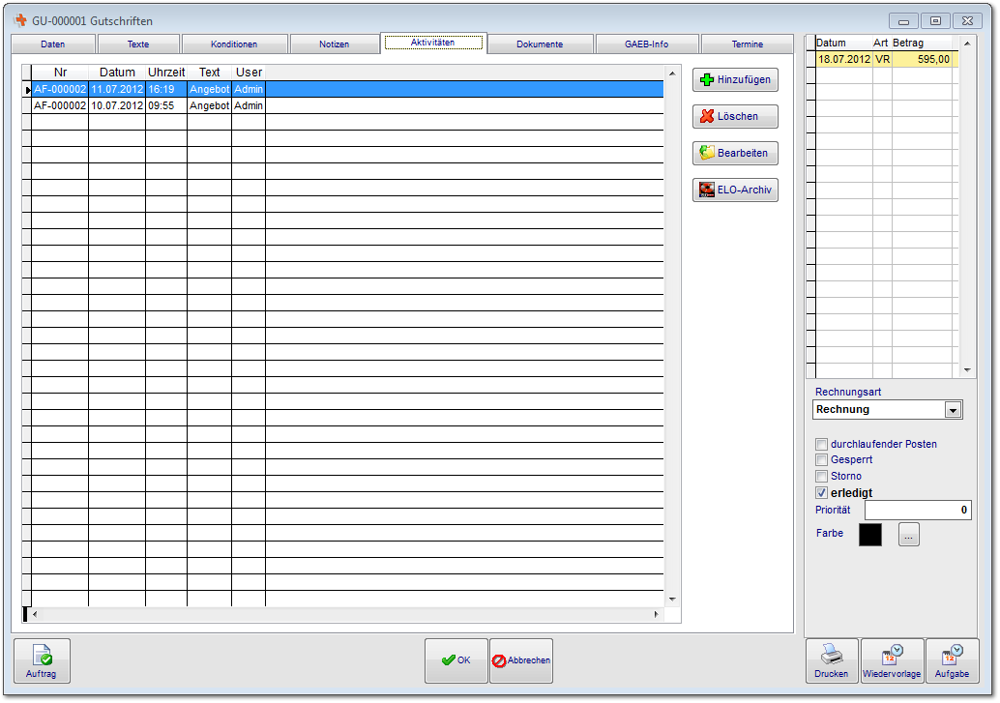 GU-000001 Gutschriften
Daten Texte Konditionen Notizen Aktivitäten Dokumente GAEB-Info Termine
Nr Datum Uhrzeit Text User
AF-000002 11.07.2012 16:19 Angebot Admin
AF-000002 10.07.2012 09:55 Angebot Admin
Hinzufügen
Löschen
Bearbeiten
ELO-Archiv
Datum Art Betrag
18.07.2012 VR 595,00
Rechnungsart
Rechnung
durchlaufender Posten
Gesperrt
Storno
erledigt
Priorität 0
Farbe ...
Auftrag
OK
Abbrechen
Drucken
12
Wiedervorlage
12
Aufgabe